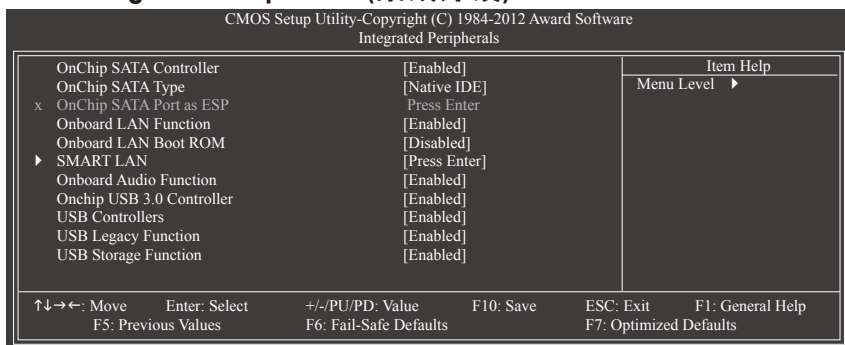 CMOS Setup Utility-Copyright (C) 1984-2012 Award Software
Integrated Peripherals
OnChip SATA Controller [Enabled] Item Help
OnChip SATA Type [Native IDE] Menu Level ▶
x OnChip SATA Port as ESP Press Enter
Onboard LAN Function [Enabled]
Onboard LAN Boot ROM [Disabled]
▶ SMART LAN [Press Enter]
Onboard Audio Function [Enabled]
Onchip USB 3.0 Controller [Enabled]
USB Controllers [Enabled]
USB Legacy Function [Enabled]
USB Storage Function [Enabled]
↑↓→←: Move Enter: Select +/-/PU/PD: Value F10: Save ESC: Exit F1: General Help
F5: Previous Values F6: Fail-Safe Defaults F7: Optimized Defaults